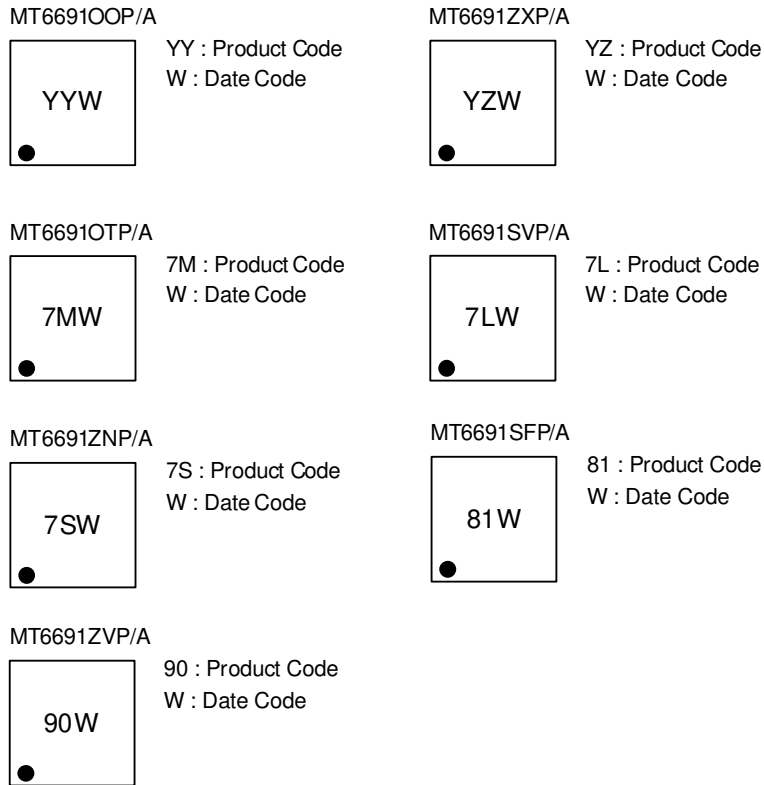 MT6691OOP/A
YY : Product Code
W : Date Code
YYW
MT6691ZXP/A
YZ : Product Code
W : Date Code
YZW
MT6691OTP/A
7M : Product Code
W : Date Code
7MW
MT6691SVP/A
7L : Product Code
W : Date Code
7LW
MT6691ZNP/A
7S : Product Code
W : Date Code
7SW
MT6691SFP/A
81 : Product Code
W : Date Code
81W
MT6691ZVP/A
90 : Product Code
W : Date Code
90W